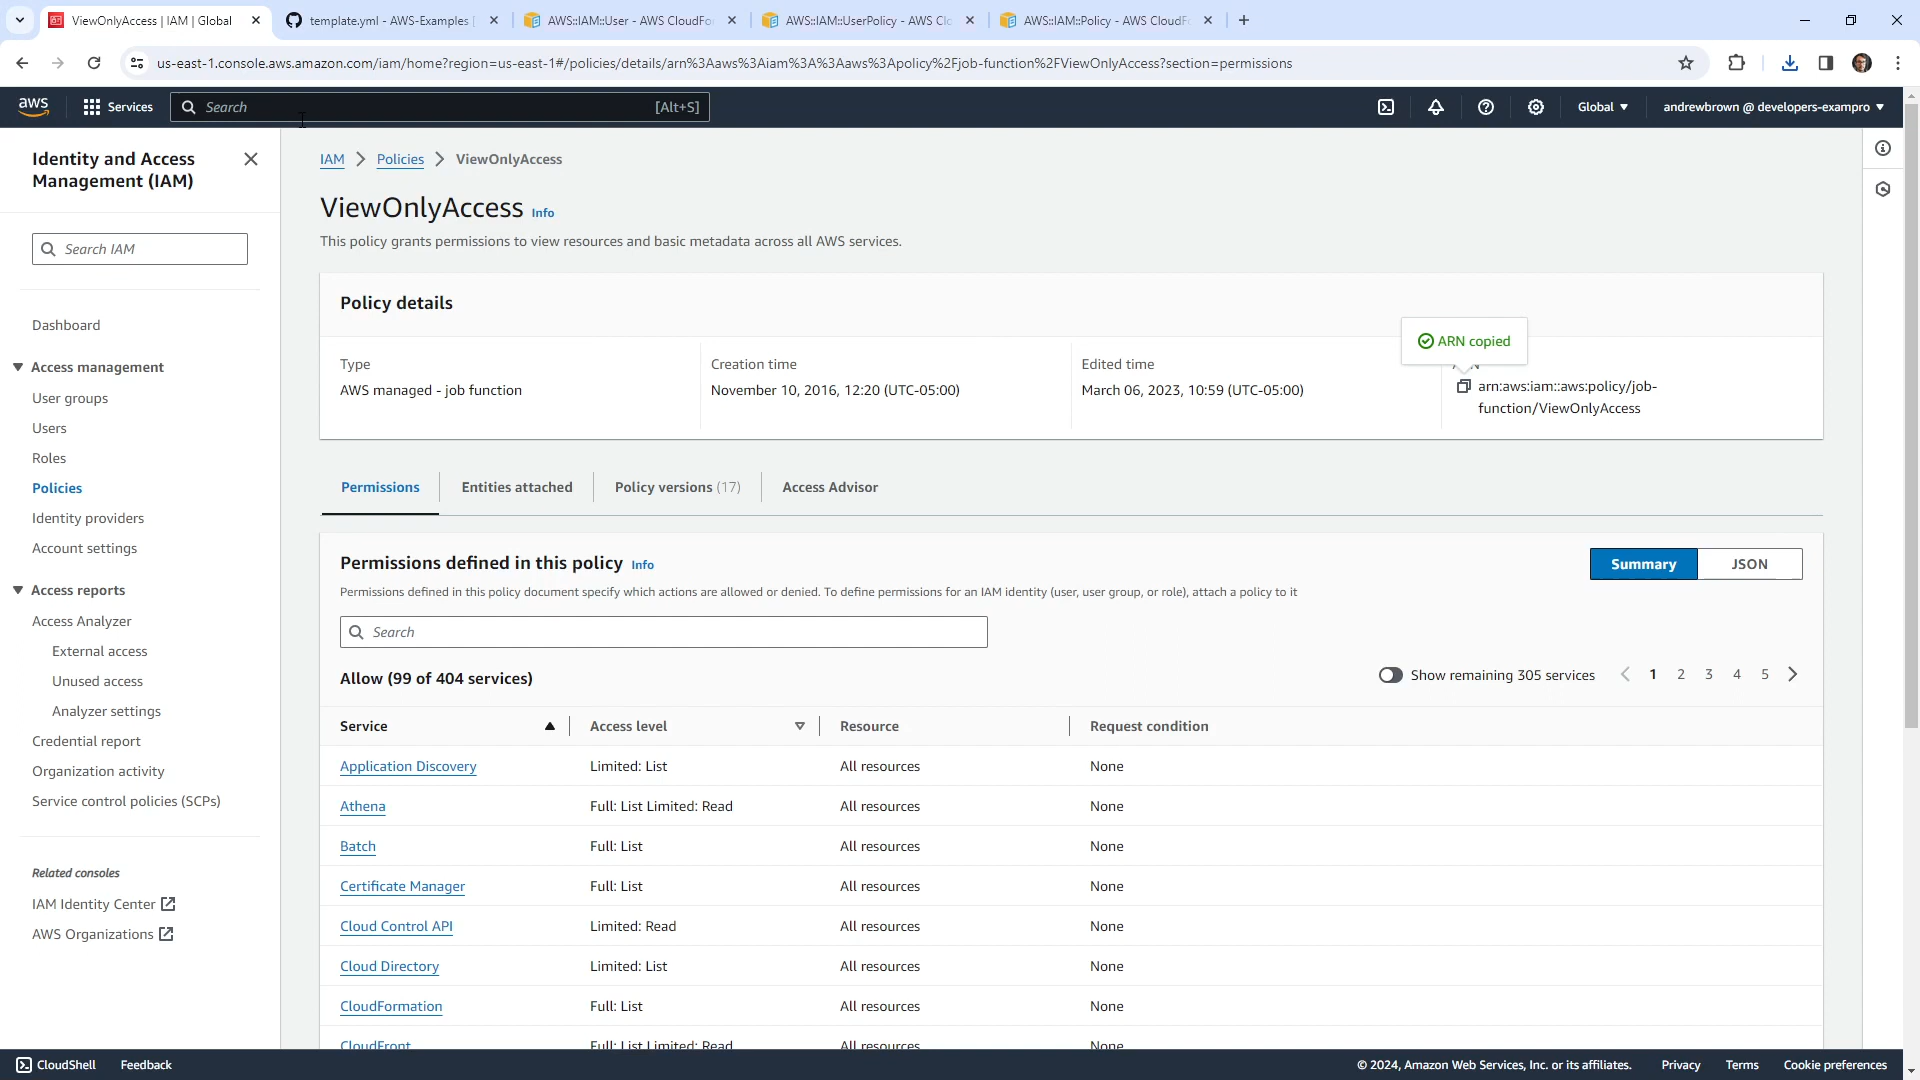 ViewOnlyAccess | IAM | Global
template.yml - AWS-Examples
AWS::IAM::User - AWS CloudFo
AWS::IAM::UserPolicy - AWS Clo
AWS::IAM::Policy - AWS CloudF
us-east-1.console.aws.amazon.com/iam/home?region=us-east-1#/policies/details/arn%3Aaws%3Aiam%3A%3Aaws%3Apolicy%2Fjob-function%2FViewOnlyAccess?section=permissions
aws
Services
Search
[Alt+S]
Global
andrewbrown @ developers-exampro
Identity and Access
Management (IAM)
Search IAM
Dashboard
Access management
User groups
Users
Roles
Policies
Identity providers
Account settings
Access reports
Access Analyzer
External access
Unused access
Analyzer settings
Credential report
Organization activity
Service control policies (SCPs)
Related consoles
IAM Identity Center
AWS Organizations
IAM
Policies
ViewOnlyAccess
ViewOnlyAccess Info
This policy grants permissions to view resources and basic metadata across all AWS services.
Policy details
Type
AWS managed - job function
Creation time
November 10, 2016, 12:20 (UTC-05:00)
Edited time
March 06, 2023, 10:59 (UTC-05:00)
ARN copied
arn:aws:iam::aws:policy/job-
function/ViewOnlyAccess
Permissions
Entities attached
Policy versions (17)
Access Advisor
Permissions defined in this policy Info
Permissions defined in this policy document specify which actions are allowed or denied. To define permissions for an IAM identity (user, user group, or role), attach a policy to it
Summary
JSON
Search
Allow (99 of 404 services)
Show remaining 305 services
1 2 3 4 5
Service Access level Resource Request condition
Application Discovery Limited: List All resources None
Athena Full: List Limited: Read All resources None
Batch Full: List All resources None
Certificate Manager Full: List All resources None
Cloud Control API Limited: Read All resources None
Cloud Directory Limited: List All resources None
CloudFormation Full: List All resources None
CloudFront Full: List Limited: Read All resources None
CloudShell
Feedback
© 2024, Amazon Web Services, Inc. or its affiliates.
Privacy
Terms
Cookie preferences